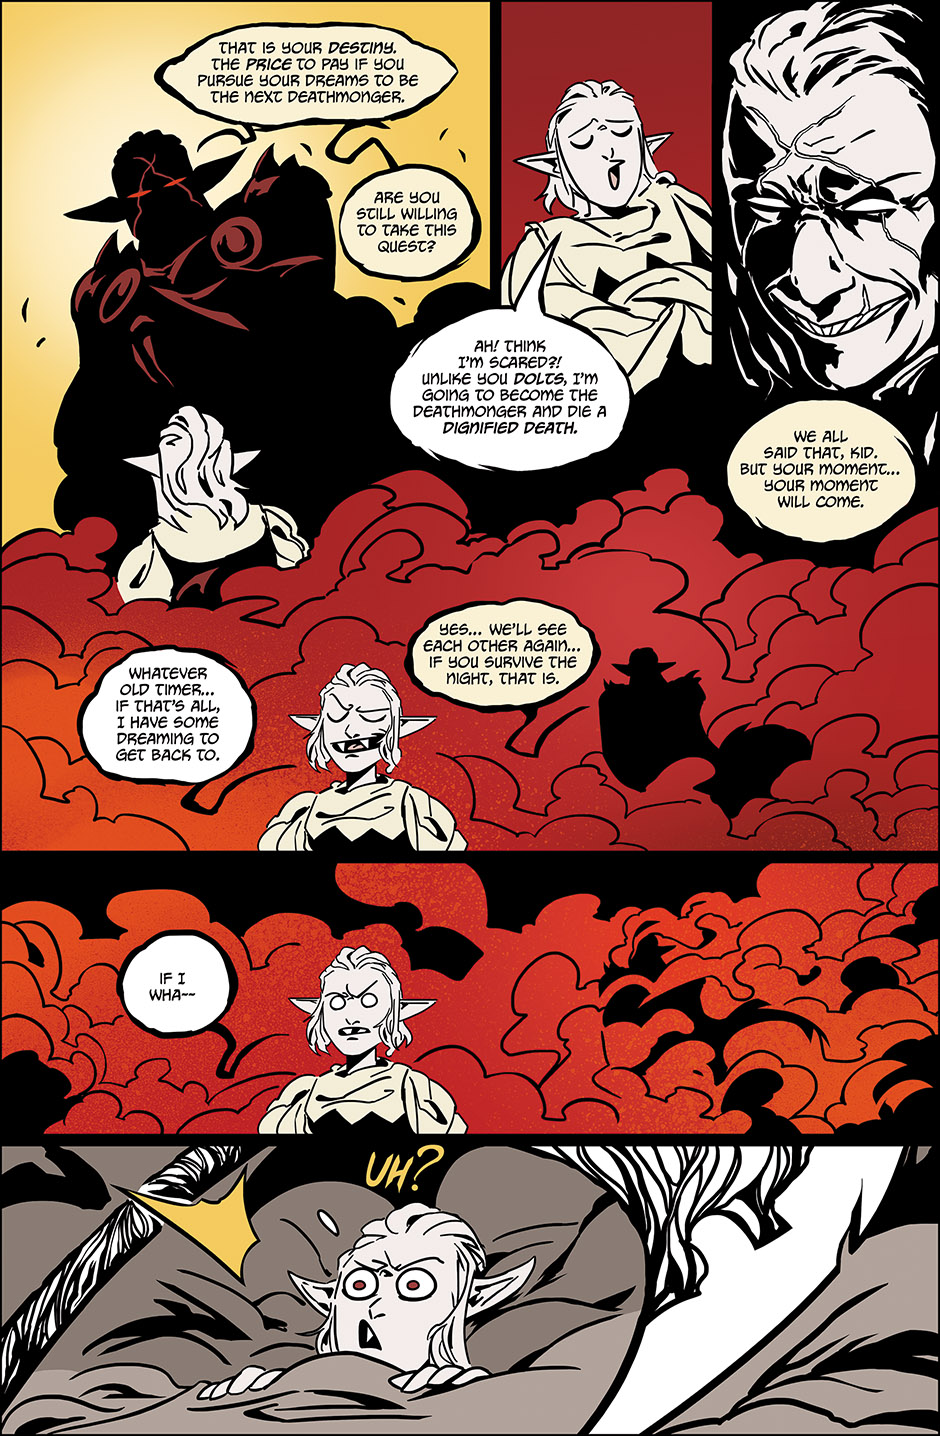 THAT IS YOUR DESTINY.
THE PRICE TO PAY IF YOU
PURSUE YOUR DREAMS TO BE
THE NEXT DEATHMONGER.
ARE YOU
STILL WILLING
TO TAKE THIS
QUEST?
AH! THINK
I'M SCARED?!
UNLIKE YOU DOLTS, I'M
GOING TO BECOME THE
DEATHMONGER AND DIE A
DIGNIFIED DEATH.
WE ALL
SAID THAT, KID.
BUT YOUR MOMENT...
YOUR MOMENT
WILL COME.
WHATEVER
OLD TIMER...
IF THAT'S ALL,
I HAVE SOME
DREAMING TO
GET BACK TO.
YES... WE'LL SEE
EACH OTHER AGAIN...
IF YOU SURVIVE THE
NIGHT, THAT IS.
IF I
WHA~~
UH?